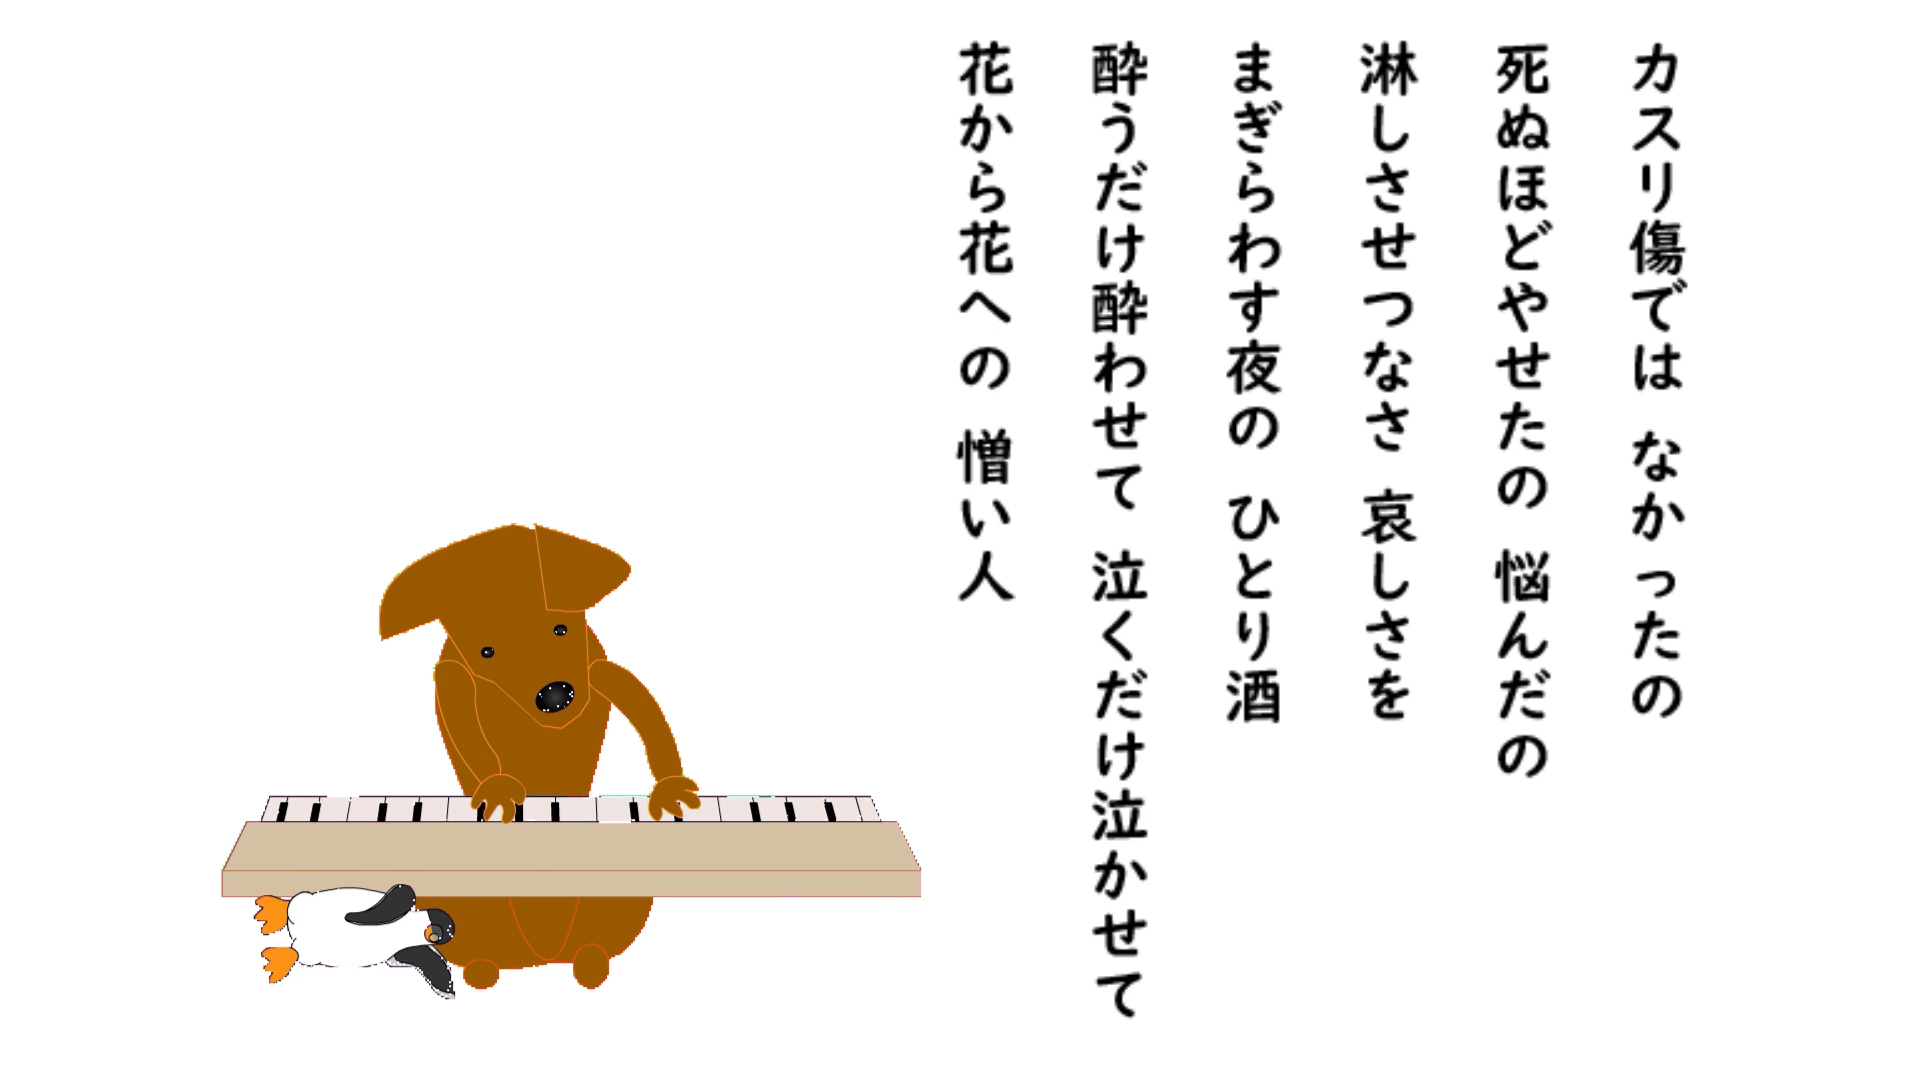 カスリ傷では なかったの
死ぬほどやせたの 悩んだの
淋しさせつなさ 哀しさを
まぎらわす夜の ひとり酒
酔うだけ酔わせて 泣くだけ泣かせて
花から花への 憎い人